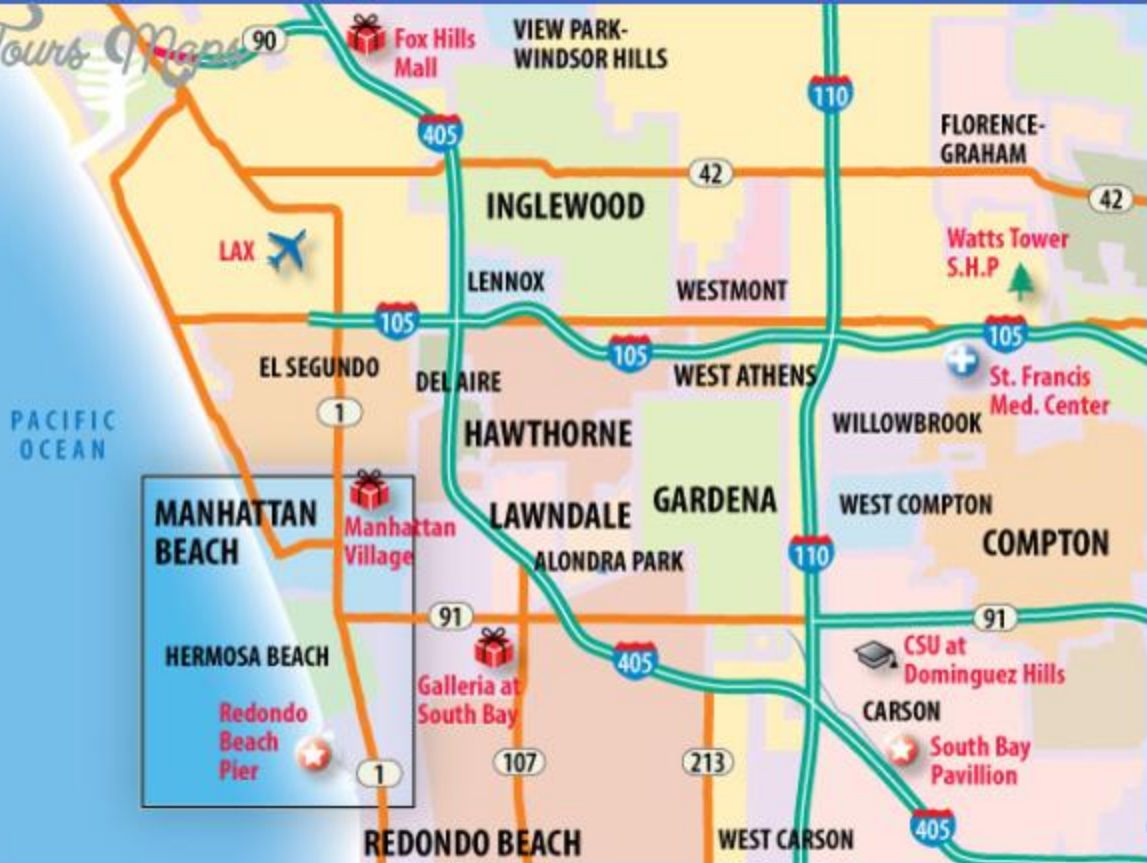 Tours Maps
90
Fox Hills
Mall
VIEW PARK-
WINDSOR HILLS
110
405
FLORENCE-
GRAHAM
42
42
INGLEWOOD
LAX
Watts Tower
S.H.P
LENNOX
WESTMONT
105
105
105
EL SEGUNDO
DEL AIRE
WEST ATHENS
St. Francis
Med. Center
1
PACIFIC
OCEAN
HAWTHORNE
WILLOWBROOK
MANHATTAN
BEACH
Manhattan
Village
LAWNDALE
GARDENA
WEST COMPTON
COMPTON
ALONDRA PARK
110
91
91
HERMOSA BEACH
405
CSU at
Dominguez Hills
Galleria at
South Bay
Redondo
Beach
Pier
CARSON
South Bay
Pavillion
1
107
213
405
REDONDO BEACH
WEST CARSON